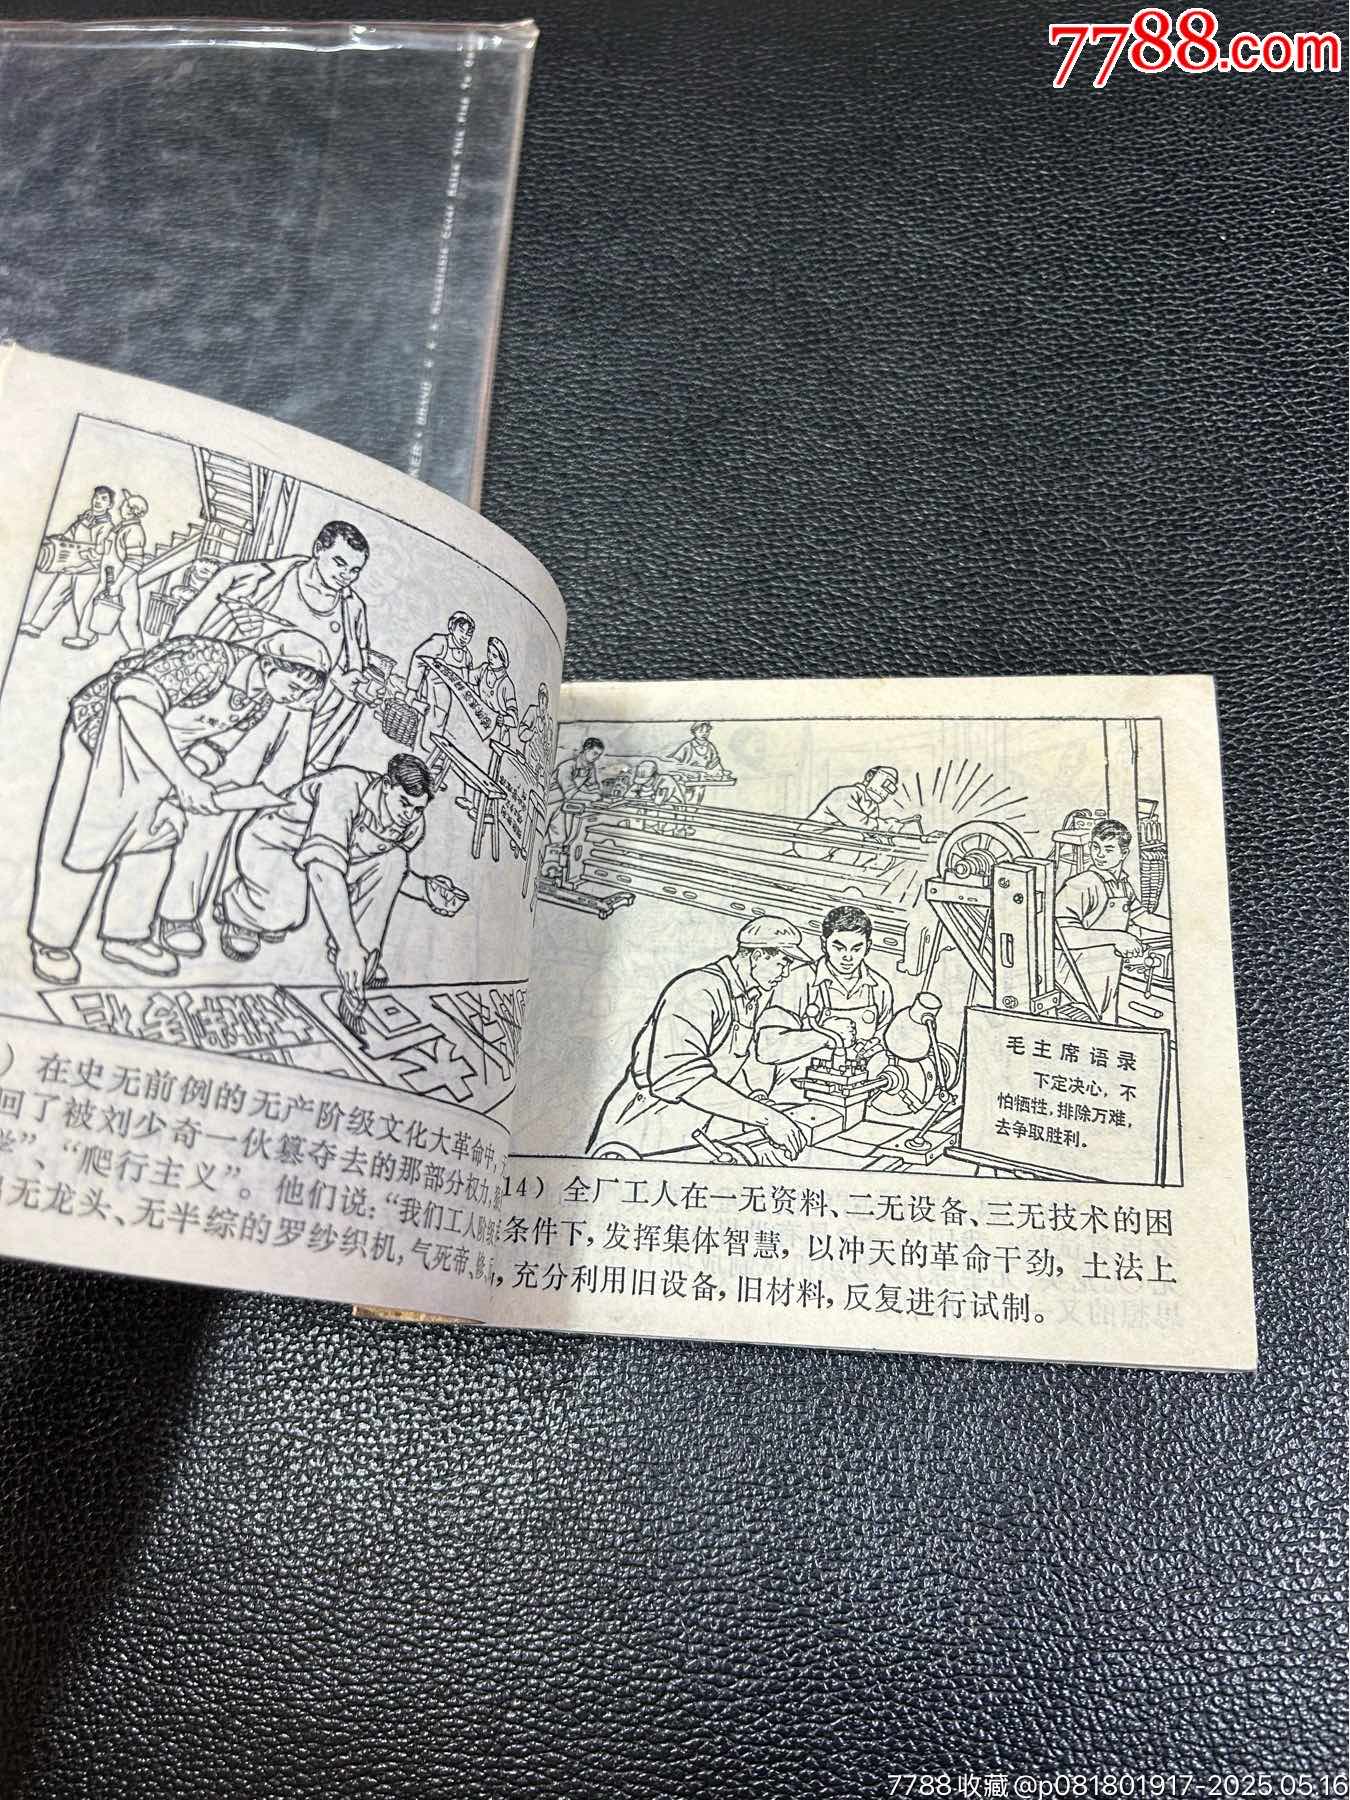 7788.com
）在史无前例的无产阶级文化大革命中，
回了被刘少奇一伙篡夺去的那部分权力，
”、“爬行主义”。他们说：“我们工人阶级
无龙头、无半综的罗纱织机，气死帝、修
毛主席语录
下定决心，不
怕牺牲，排除万难，
去争取胜利。
14）全厂工人在一无资料、二无设备、三无技术的困
条件下，发挥集体智慧，以冲天的革命干劲，土法上
，充分利用旧设备，旧材料，反复进行试制。
7788收藏@p081801917-2025.05.16